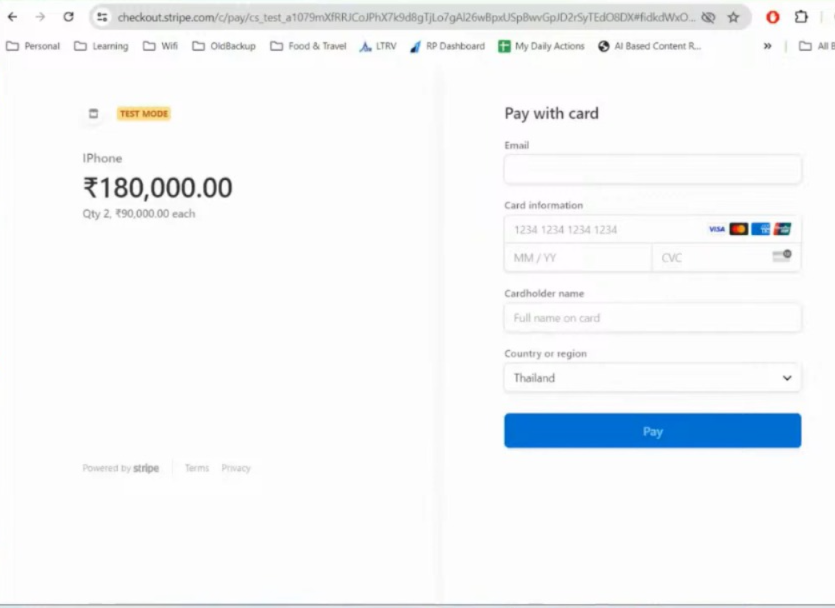 checkout.stripe.com/c/pay/
Personal Learning Wifi OldBackup Food & Travel LTRV RP Dashboard My Daily Actions AI Based Content R... » All B
TEST MODE
IPhone
₹180,000.00
Qty 2, ₹90,000.00 each
Powered by stripe Terms Privacy
Pay with card
Email
Card information
1234 1234 1234 1234 VISA
MM / YY CVC
Cardholder name
Full name on card
Country or region
Thailand
Pay